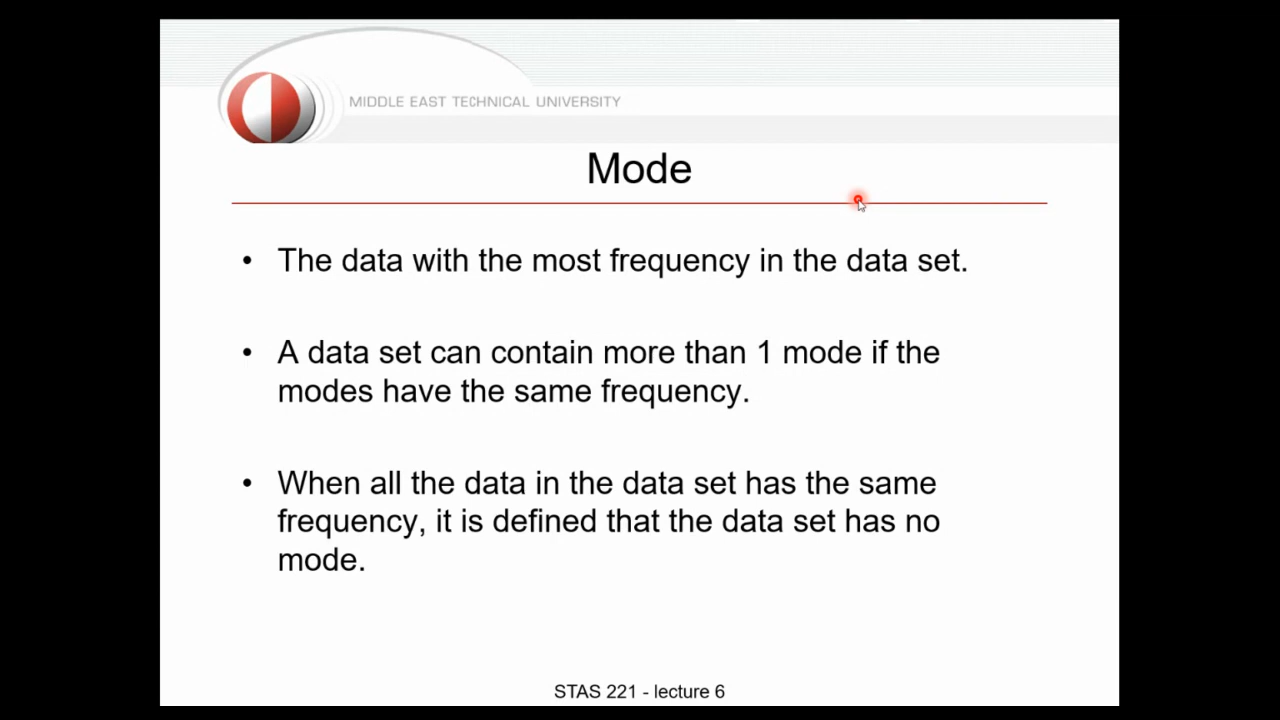 MIDDLE EAST TECHNICAL UNIVERSITY
Mode
• The data with the most frequency in the data set.
• A data set can contain more than 1 mode if the
modes have the same frequency.
• When all the data in the data set has the same
frequency, it is defined that the data set has no
mode.
STAS 221 - lecture 6